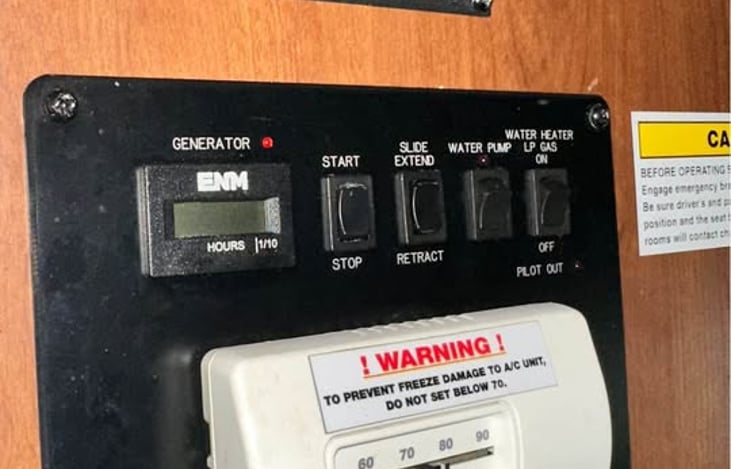 GENERATOR
ENM
HOURS 1/10
START
STOP
SLIDE
EXTEND
RETRACT
WATER PUMP
WATER HEATER
LP GAS
ON
OFF
PILOT OUT
! WARNING !
TO PREVENT FREEZE DAMAGE TO A/C UNIT,
DO NOT SET BELOW 70.
60 70 80 90
CA
BEFORE OPERATING S
Engage emergency br
Be sure driver's and p
position and the seat
rooms will contact ch